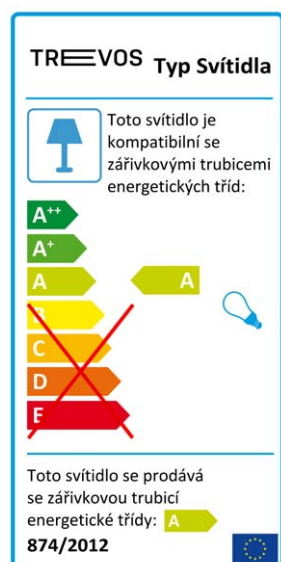 TREVOS Typ Svítidla
Toto svítidlo je
kompatibilní se
zářivkovými trubicemi
energetických tříd:
A++
A+
A A
B
C
D
E
Toto svítidlo se prodává
se zářivkovou trubicí
energetické třídy: A
874/2012